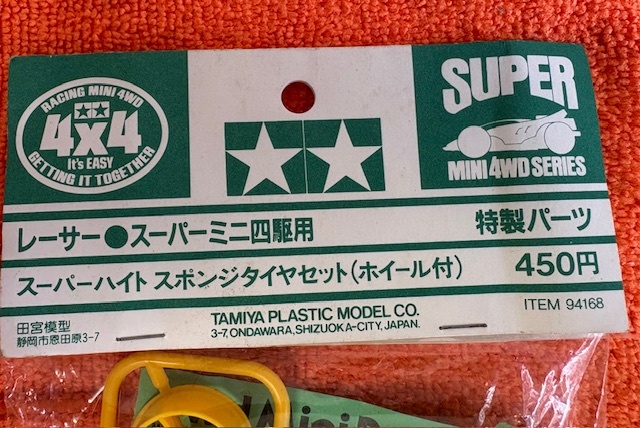 RACING MINI 4WD
4x4
It's EASY
GETTING IT TOGETHER
SUPER
MINI 4WD SERIES
レーサー●スーパーミニ四駆用 特製パーツ
スーパーハイト スポンジタイヤセット(ホイール付) 450円
ITEM 94168
田宮模型
静岡市恩田原3-7
TAMIYA PLASTIC MODEL CO.
3-7, ONDAWARA, SHIZUOKA-CITY, JAPAN.